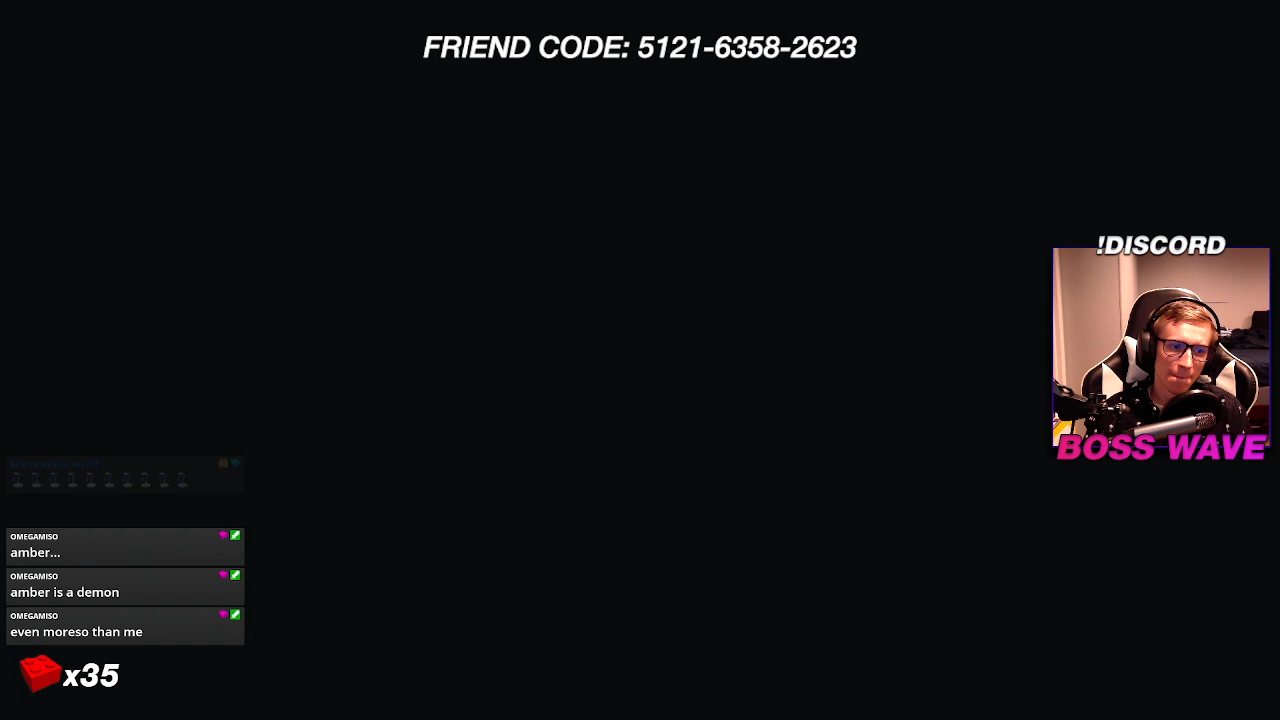 FRIEND CODE: 5121-6358-2623
!DISCORD
BOSS WAVE
OMEGAMISO
amber...
OMEGAMISO
amber is a demon
OMEGAMISO
even moreso than me
x35